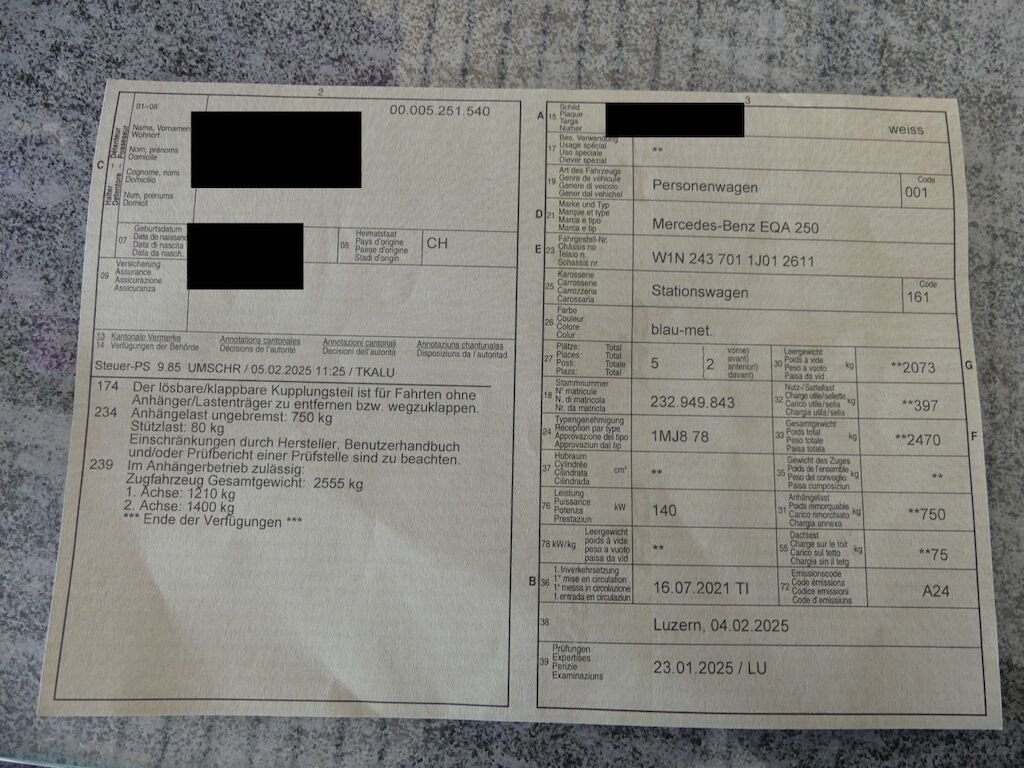 2
01–06
00.005.251.540
C
Halter – Détenteur
Detentore – Possessur
Name, Vornamen
Wohnort
Nom, prénoms
Domicile
Cognome, nomi
Domicilio
Num, prenums
Domicil
07
Geburtsdatum
Date de naissance
Data di nascita
Data da nasch.
08
Heimatstaat
Pays d'origine
Paese d'origine
Stadi d'origin
CH
09
Versicherung
Assurance
Assicurazione
Assicuranza
13 Kantonale Vermerke
14 Verfügungen der Behörde
Annotations cantonales
Décisions de l'autorité
Annotazioni cantonali
Decisioni dell'autorità
Annotaziuns chantunalas
Disposiziuns da l'autoritad
Steuer-PS 9.85 UMSCHR / 05.02.2025 11:25 / TKALU
174 Der lösbare/klappbare Kupplungsteil ist für Fahrten ohne
Anhänger/Lastenträger zu entfernen bzw. wegzuklappen.
234 Anhängelast ungebremst: 750 kg
Stützlast: 80 kg
Einschränkungen durch Hersteller, Benutzerhandbuch
und/oder Prüfbericht einer Prüfstelle sind zu beachten.
239 Im Anhängerbetrieb zulässig:
Zugfahrzeug Gesamtgewicht: 2555 kg
1. Achse: 1210 kg
2. Achse: 1400 kg
*** Ende der Verfügungen ***
3
A 15
Schild
Plaque
Targa
Numer
weiss
17
Bes. Verwendung
Usage spécial
Uso speciale
Diever spezial
**
19
Art des Fahrzeugs
Genre de véhicule
Genere di veicolo
Gener dal vehichel
Personenwagen
Code
001
D 21
Marke und Typ
Marque et type
Marca e tipo
Marca e tip
Mercedes-Benz EQA 250
E 23
Fahrgestell-Nr.
Châssis no
Telaio n.
Schassis nr.
W1N 243 701 1J01 2611
25
Karosserie
Carrosserie
Carrozzeria
Carossaria
Stationswagen
Code
161
26
Farbe
Couleur
Colore
Colur
blau-met.
27
Plätze: Total
Places: Total
Posti: Totale
Plazs: Total
5
2
vorne)
avant)
anteriori)
davant)
30
Leergewicht
Poids à vide
Peso a vuoto
Paisa da vid
kg
**2073
G
18
Stammnummer
N° matricule
N. di matricola
Nr. da matricla
232.949.843
32
Nutz-/Sattellast
Charge utile/sellette
Carico utile/sella
Chargia utila/sella
kg
**397
24
Typengenehmigung
Réception par type
Approvazione del tipo
Approvaziun dal tip
1MJ8 78
33
Gesamtgewicht
Poids total
Peso totale
Paisa totala
kg
**2470
F
37
Hubraum
Cylindrée
Cilindrata
Cilindrada
cm³
**
35
Gewicht des Zuges
Poids de l'ensemble
Peso del convoglio
Paisa cumposiziun
kg
**
76
Leistung
Puissance
Potenza
Prestaziun
kW
140
31
Anhängelast
Poids remorquable
Carico rimorchiato
Chargia annexa
kg
**750
78 kW/kg
Leergewicht
poids à vide
peso a vuoto
paisa da vid
**
55
Dachlast
Charge sur le toit
Carico sul tetto
Chargia sin il tetg
kg
**75
B 36
1. Inverkehrsetzung
1re mise en circulation
1a messa in circolazione
1. entrada en circulaziun
16.07.2021 TI
72
Emissionscode
Code émissions
Codice emissioni
Code d'emissiuns
A24
38
Luzern, 04.02.2025
39
Prüfungen
Expertises
Perizie
Examinaziuns
23.01.2025 / LU